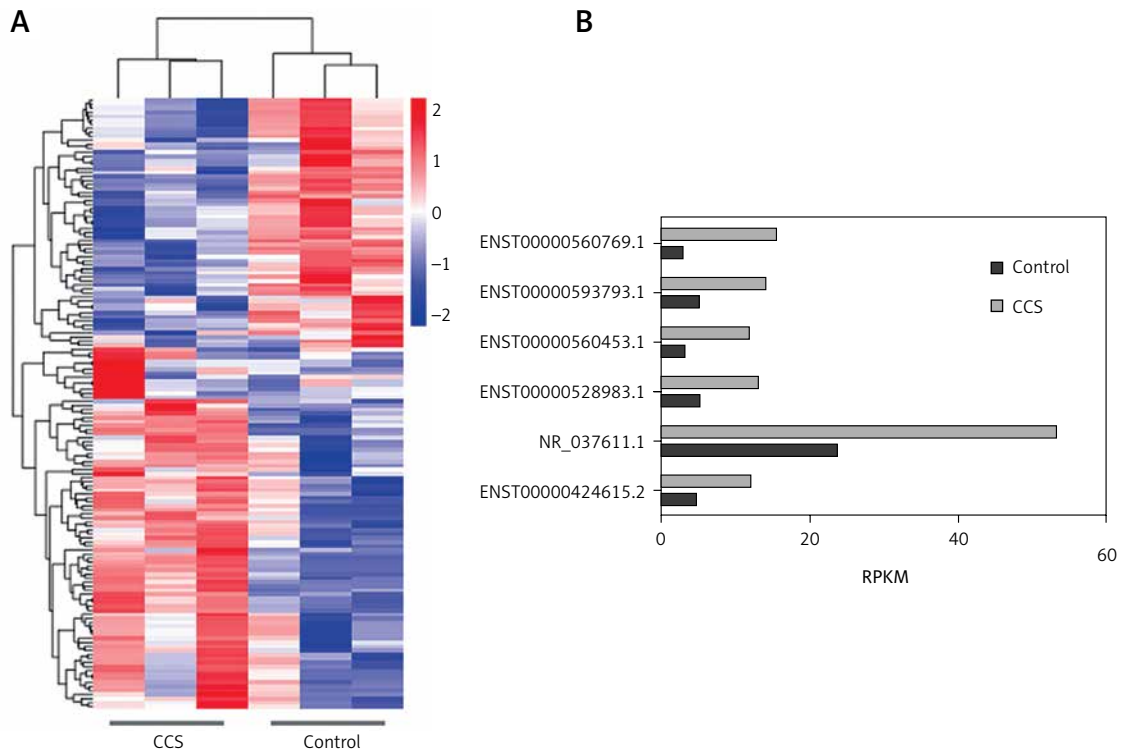 A
2
1
0
−1
−2
CCS
Control
B
ENST00000560769.1
ENST00000593793.1
ENST00000560453.1
ENST00000528983.1
NR_037611.1
ENST00000424615.2
Control
CCS
0
20
40
60
RPKM